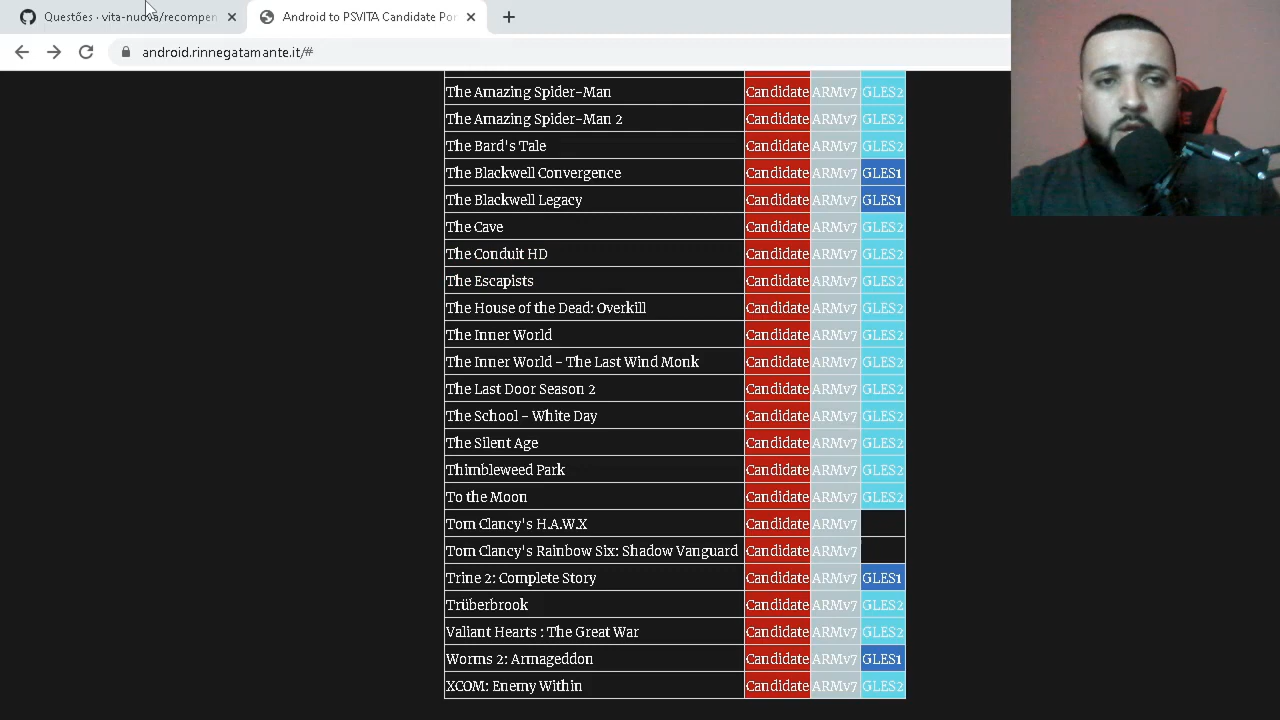 Questões · vita-nuova/recompen
Android to PSVITA Candidate Por
android.rinnegatamante.it/#
The Amazing Spider-Man Candidate ARMv7 GLES2
The Amazing Spider-Man 2 Candidate ARMv7 GLES2
The Bard's Tale Candidate ARMv7 GLES2
The Blackwell Convergence Candidate ARMv7 GLES1
The Blackwell Legacy Candidate ARMv7 GLES1
The Cave Candidate ARMv7 GLES2
The Conduit HD Candidate ARMv7 GLES2
The Escapists Candidate ARMv7 GLES2
The House of the Dead: Overkill Candidate ARMv7 GLES2
The Inner World Candidate ARMv7 GLES2
The Inner World - The Last Wind Monk Candidate ARMv7 GLES2
The Last Door Season 2 Candidate ARMv7 GLES2
The School - White Day Candidate ARMv7 GLES2
The Silent Age Candidate ARMv7 GLES2
Thimbleweed Park Candidate ARMv7 GLES2
To the Moon Candidate ARMv7 GLES2
Tom Clancy's H.A.W.X Candidate ARMv7
Tom Clancy's Rainbow Six: Shadow Vanguard Candidate ARMv7
Trine 2: Complete Story Candidate ARMv7 GLES1
Trüberbrook Candidate ARMv7 GLES2
Valiant Hearts : The Great War Candidate ARMv7 GLES2
Worms 2: Armageddon Candidate ARMv7 GLES1
XCOM: Enemy Within Candidate ARMv7 GLES2